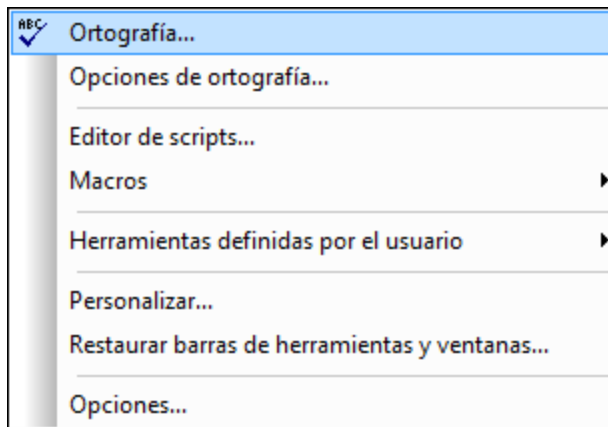 ABC Ortografía...
Opciones de ortografía...
Editor de scripts...
Macros
Herramientas definidas por el usuario
Personalizar...
Restaurar barras de herramientas y ventanas...
Opciones...